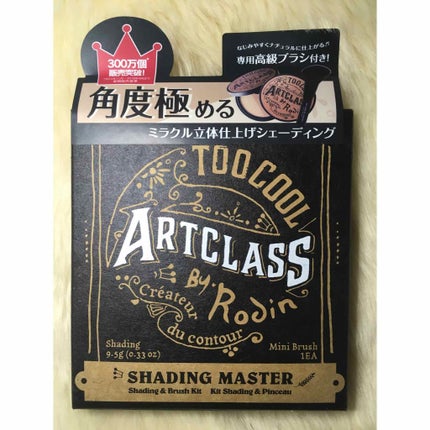 300万個
販売突破!
なじみやすくナチュラルに仕上がる♬
専用高級ブラシ付き!
角度極める
ミラクル立体仕上げシェーディング
TOO COOL
ARTCLASS
By Rodin
Créateur
du contour
Shading
9.5g (0.33 oz)
Mini Brush
1EA
SHADING MASTER
Shading & Brush Kit Kit Shading & Pinceau